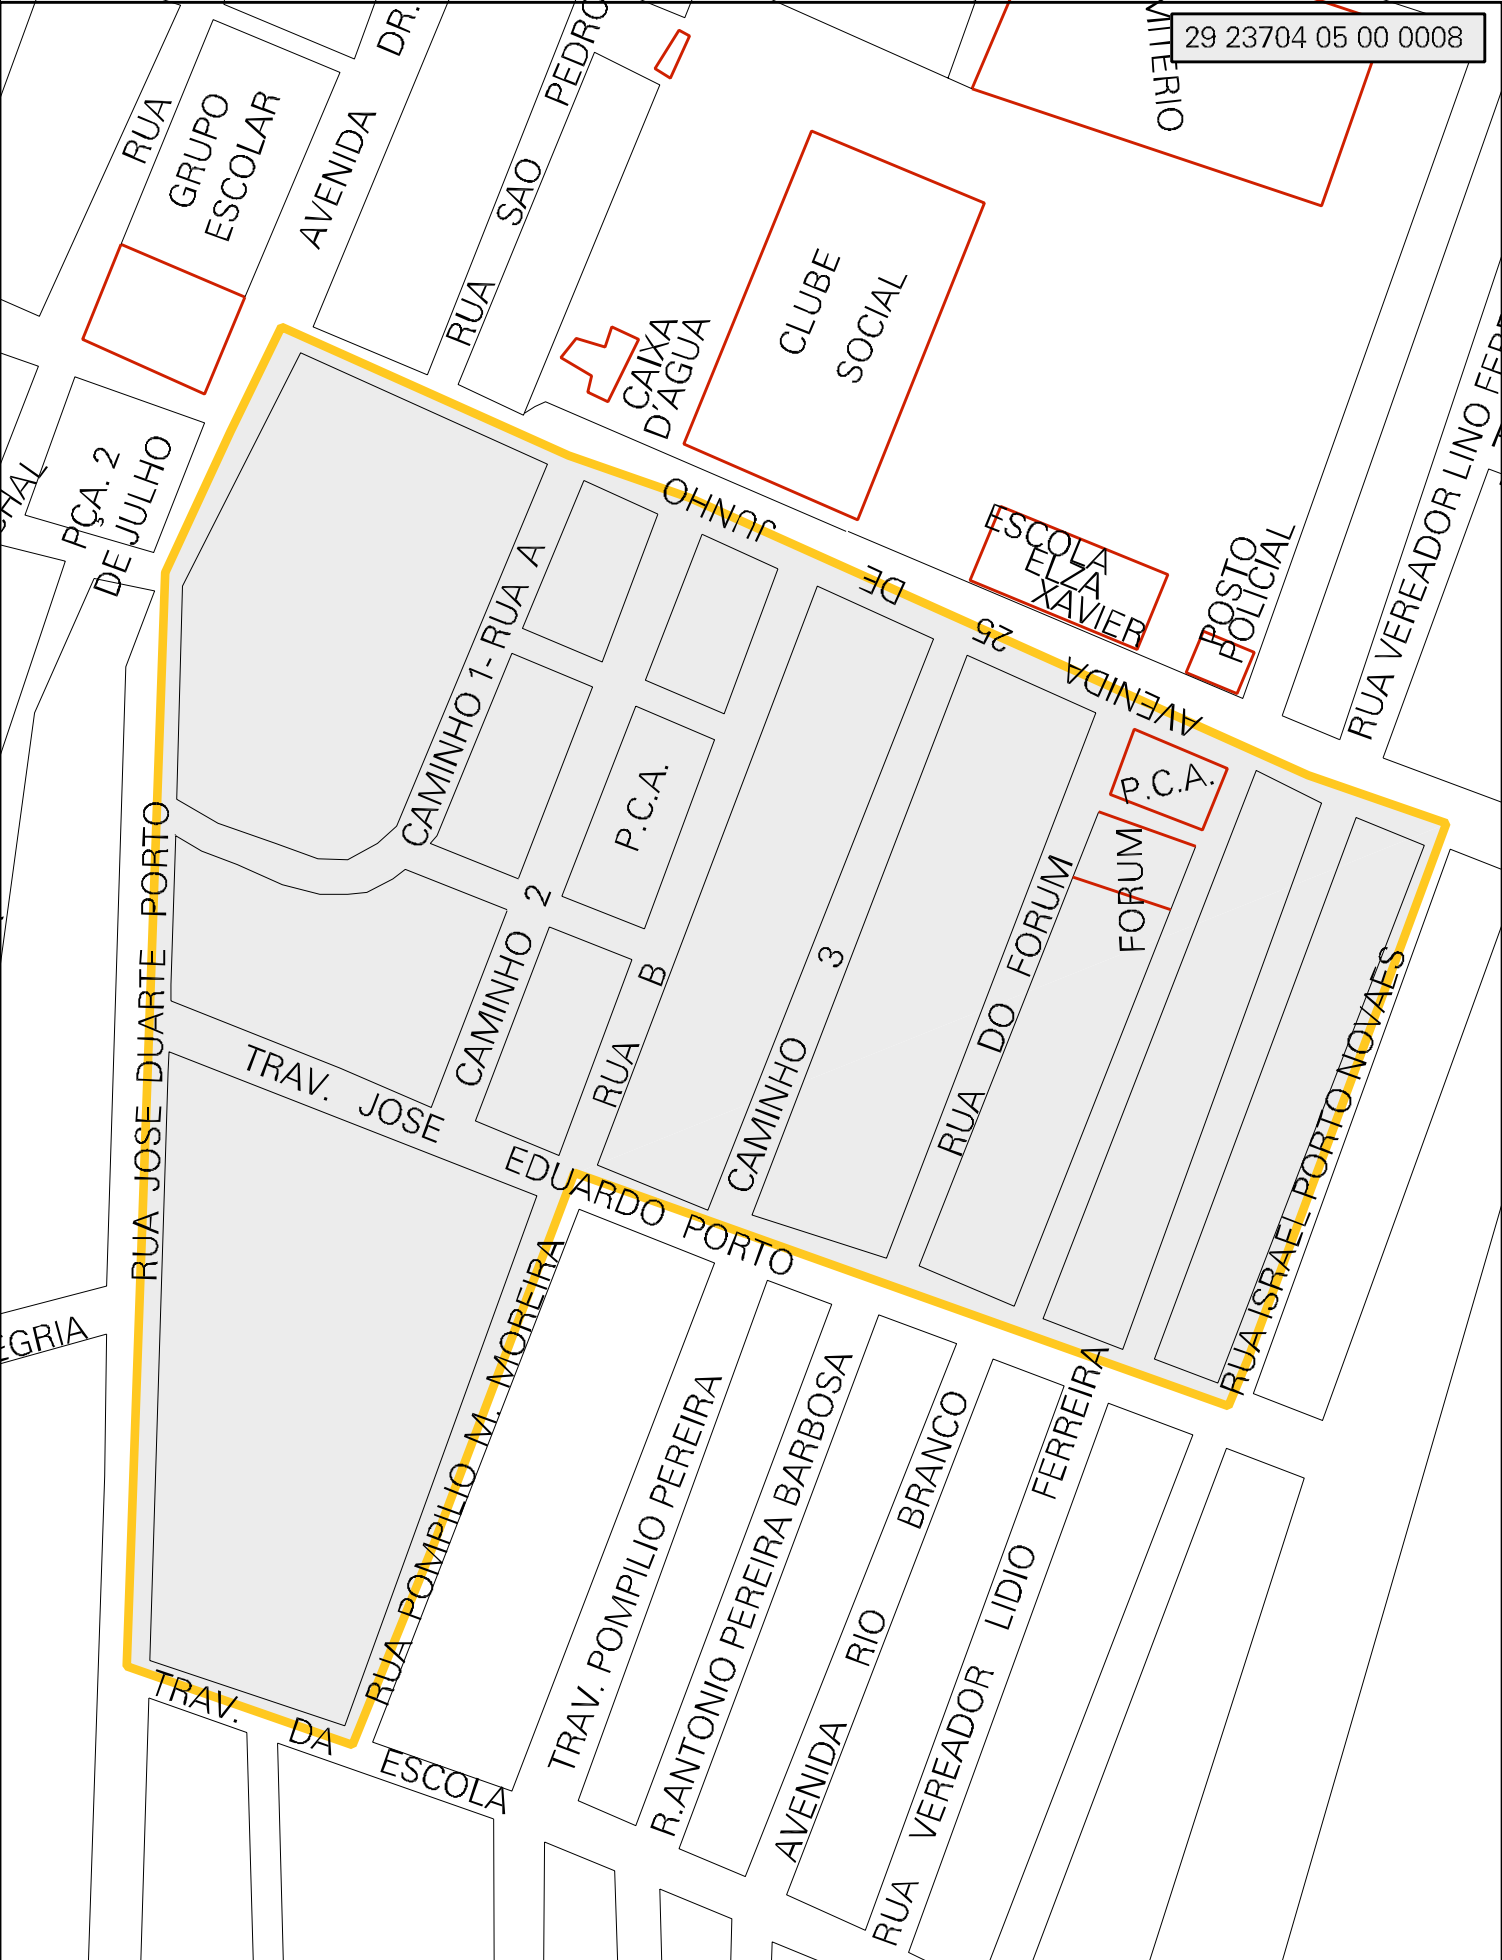 29 23704 05 00 0008
RUA
GRUPO
ESCOLAR
AVENIDA DR.
RUA SAO PEDRO
CAIXA
D'AGUA
CLUBE
SOCIAL
PÇA. 2
DE JULHO
ESCOLA
ELZA
XAVIER
POSTO
POLICIAL
RUA VEREADOR LINO
AVENIDA 25 DE JUNHO
CAMINHO 1- RUA A
P.C.A.
P.C.A.
FORUM
CAMINHO 2
RUA B
CAMINHO 3
RUA DO FORUM
RUA JOSE DUARTE PORTO
TRAV. JOSE EDUARDO PORTO
RUA ISRAEL PORTO NOVAES
RUA POMPILIO M. MOREIRA
TRAV. POMPILIO PEREIRA
R.ANTONIO PEREIRA BARBOSA
AVENIDA RIO BRANCO
RUA VEREADOR LIDIO FERREIRA
TRAV. DA ESCOLA